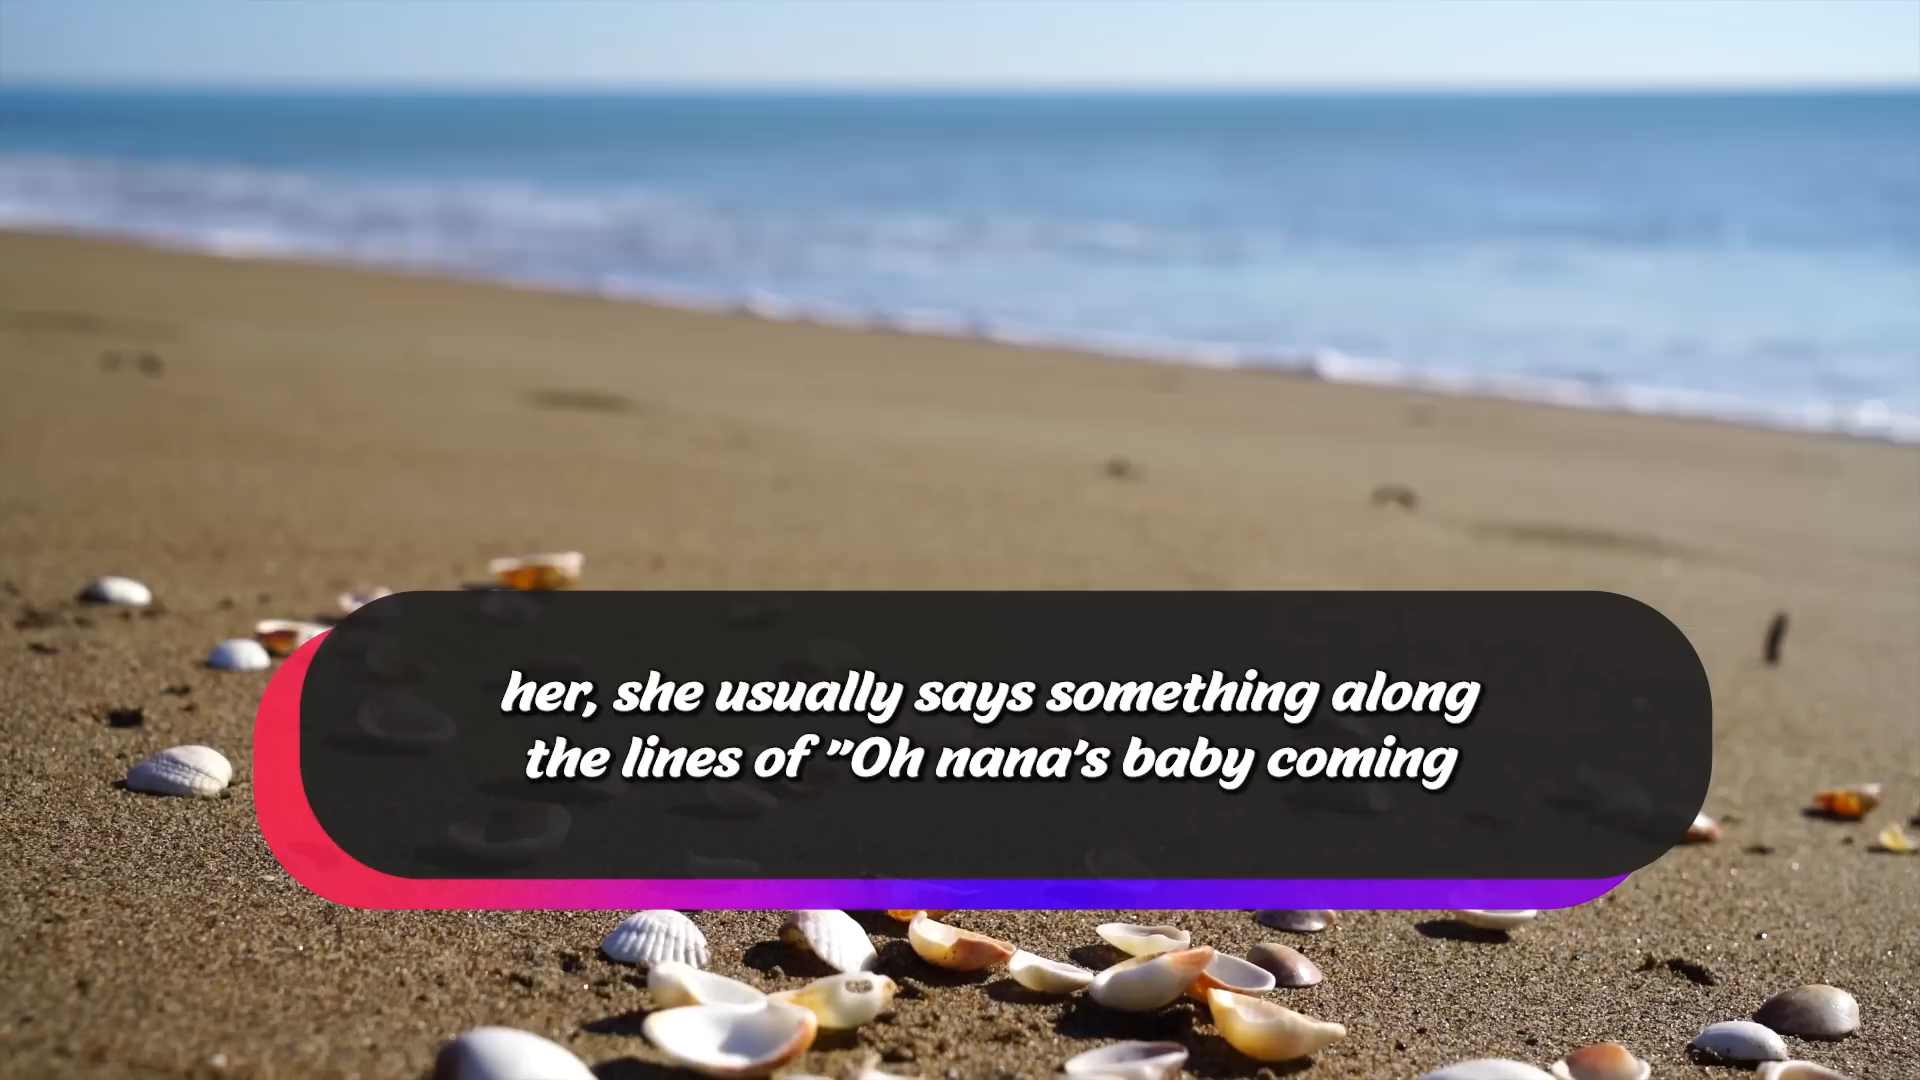 her, she usually says something along
the lines of ”Oh nana's baby coming